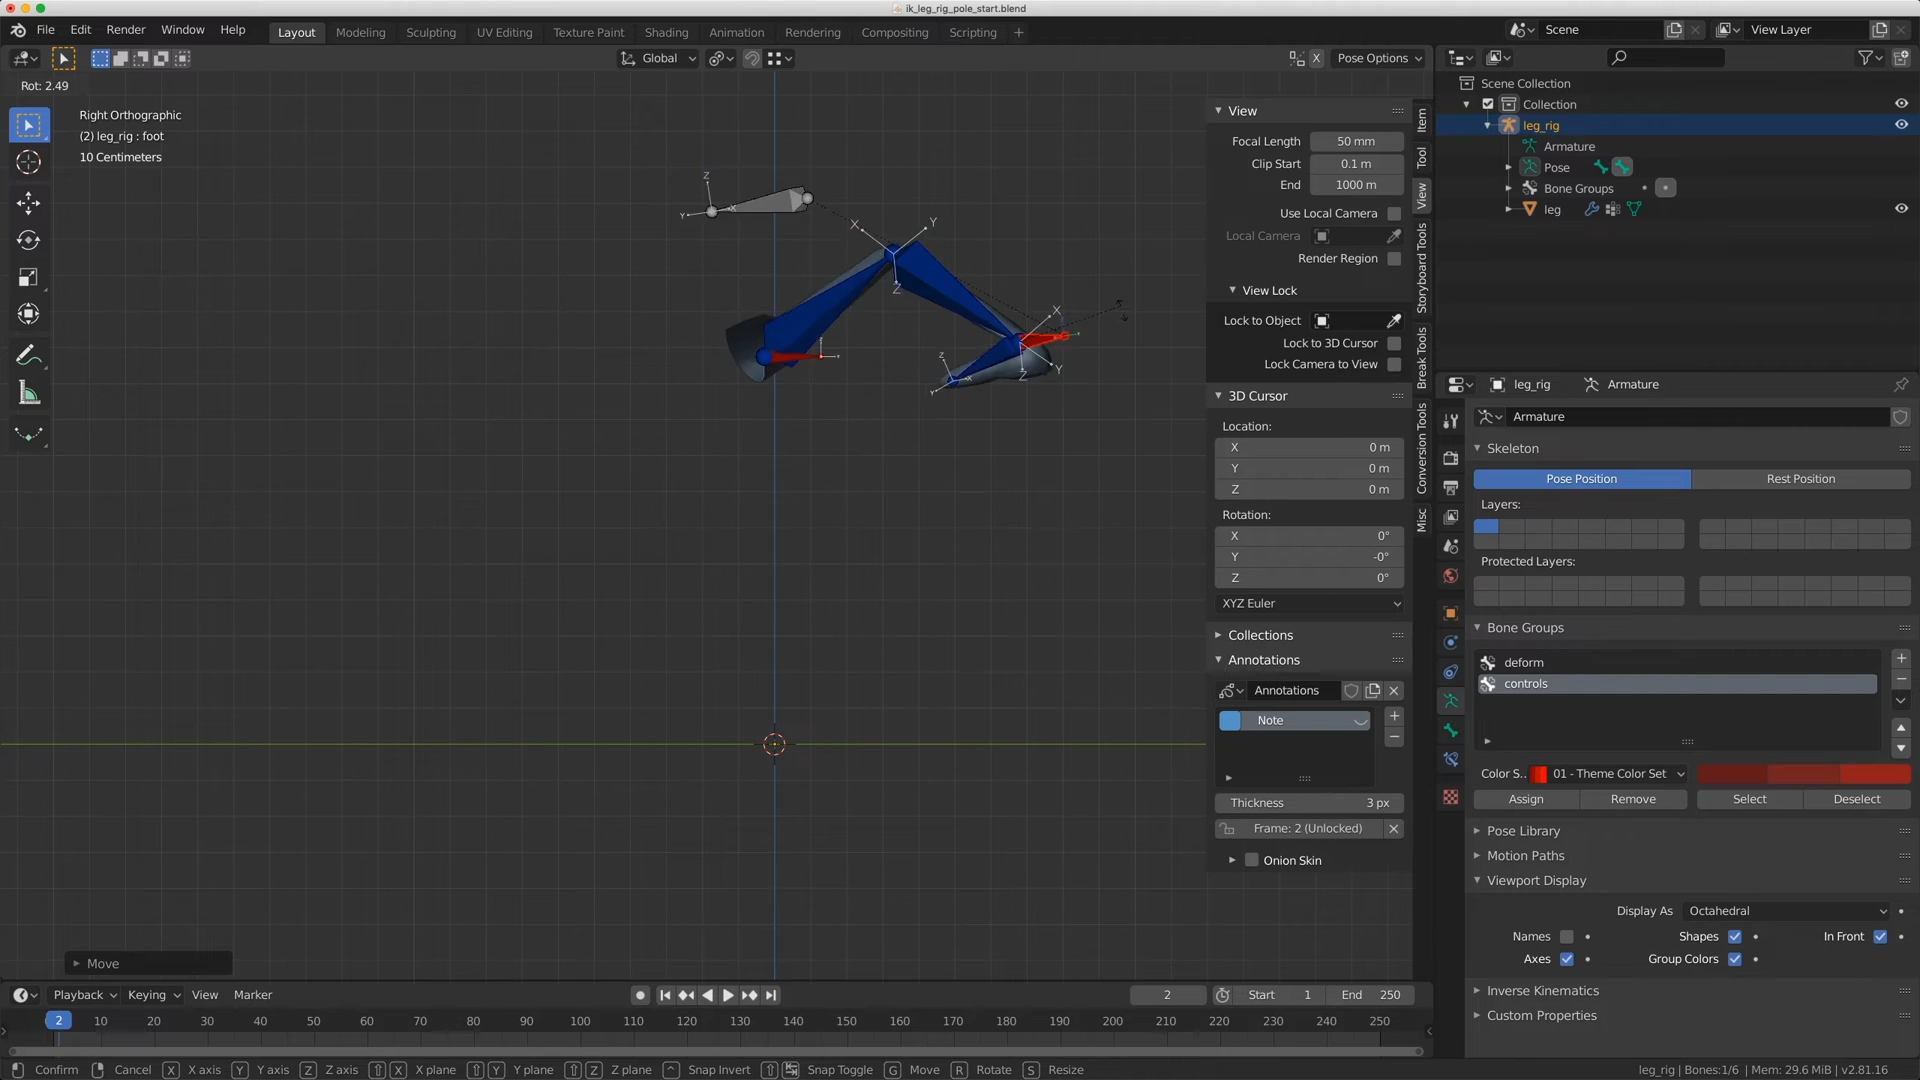 ik_leg_rig_pole_start.blend
File Edit Render Window Help Layout Modeling Sculpting UV Editing Texture Paint Shading Animation Rendering Compositing Scripting + Scene View Layer
Global X Pose Options
Rot: 2.49
Right Orthographic
(2) leg_rig : foot
10 Centimeters
View
Focal Length 50 mm
Clip Start 0.1 m
End 1000 m
Use Local Camera
Local Camera
Render Region
View Lock
Lock to Object
Lock to 3D Cursor
Lock Camera to View
3D Cursor
Location:
X 0 m
Y 0 m
Z 0 m
Rotation:
X 0°
Y -0°
Z 0°
XYZ Euler
Collections
Annotations
Annotations
Note
Thickness 3 px
Frame: 2 (Unlocked)
Onion Skin
Item
Tool
View
Storyboard Tools
Break Tools
Conversion Tools
Misc
Z
Y
X
X
Y
Z
X
Y
Z
Z
X
Y
Scene Collection
Collection
leg_rig
Armature
Pose
Bone Groups
leg
leg_rig Armature
Armature
Skeleton
Pose Position Rest Position
Layers:
Protected Layers:
Bone Groups
deform
controls
Color S.. 01 - Theme Color Set
Assign Remove Select Deselect
Pose Library
Motion Paths
Viewport Display
Display As Octahedral
Names Shapes In Front
Axes Group Colors
Inverse Kinematics
Custom Properties
Move
Playback Keying View Marker 2 Start 1 End 250
2 10 20 30 40 50 60 70 80 90 100 110 120 130 140 150 160 170 180 190 200 210 220 230 240 250
Confirm Cancel X X axis Y Y axis Z Z axis X X plane Y Y plane Z Z plane Snap Invert Snap Toggle G Move R Rotate S Resize leg_rig | Bones:1/6 | Mem: 29.6 MiB | v2.81.16